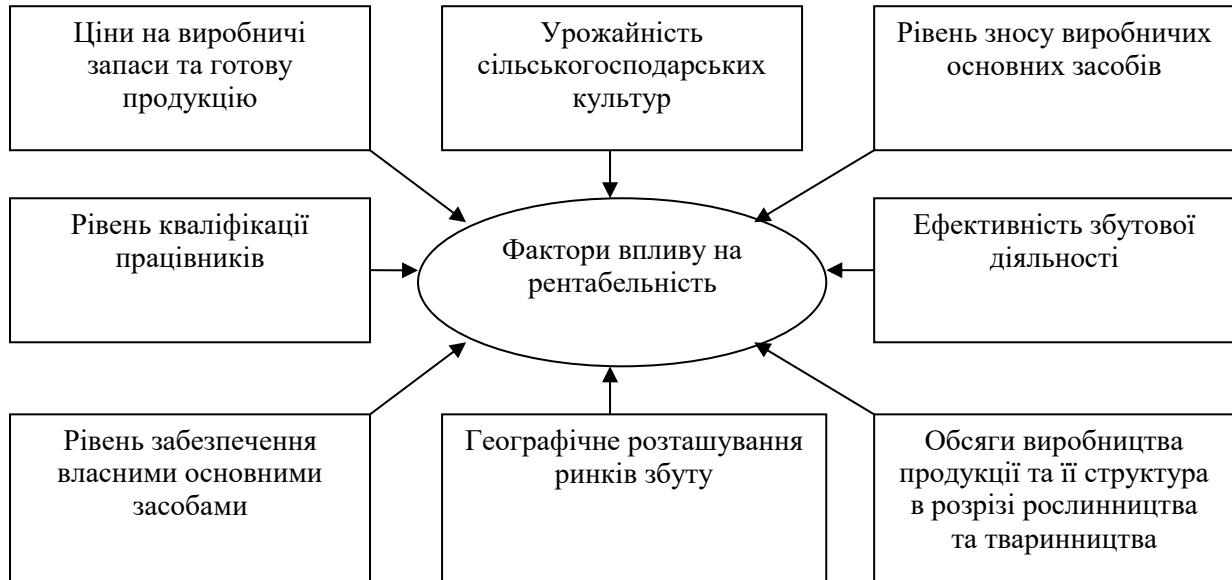 Ціни на виробничі
запаси та готову
продукцію
Урожайність
сільськогосподарських
культур
Рівень зносу виробничих
основних засобів
Рівень кваліфікації
працівників
Фактори впливу на
рентабельність
Ефективність збутової
діяльності
Рівень забезпечення
власними основними
засобами
Географічне розташування
ринків збуту
Обсяги виробництва
продукції та її структура
в розрізі рослинництва
та тваринництва